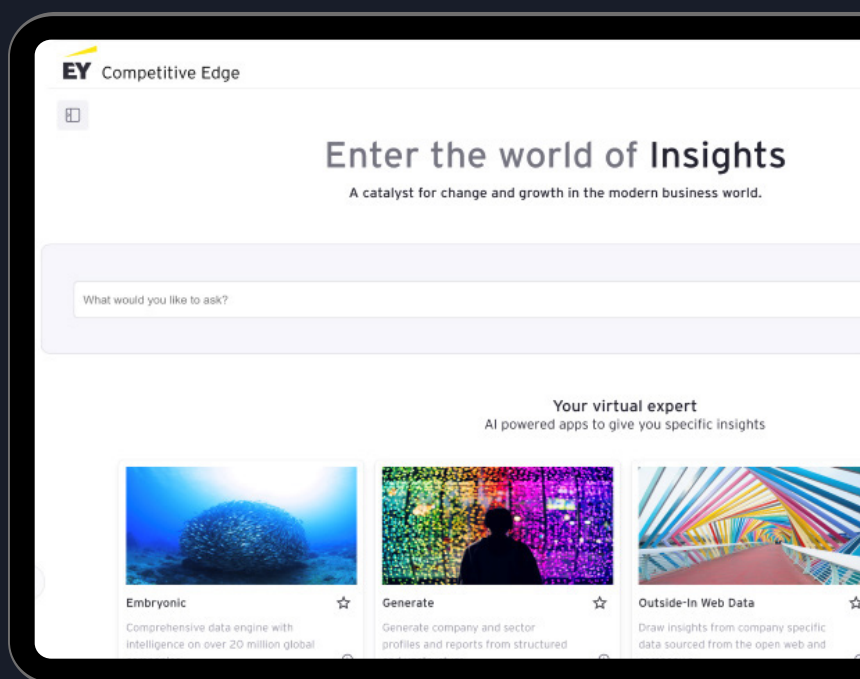 EY Competitive Edge
Enter the world of Insights
A catalyst for change and growth in the modern business world.
What would you like to ask?
Your virtual expert
AI powered apps to give you specific insights
Embryonic
Comprehensive data engine with
intelligence on over 20 million global
Generate
Generate company and sector
profiles and reports from structured
Outside-In Web Data
Draw insights from company specific
data sourced from the open web and